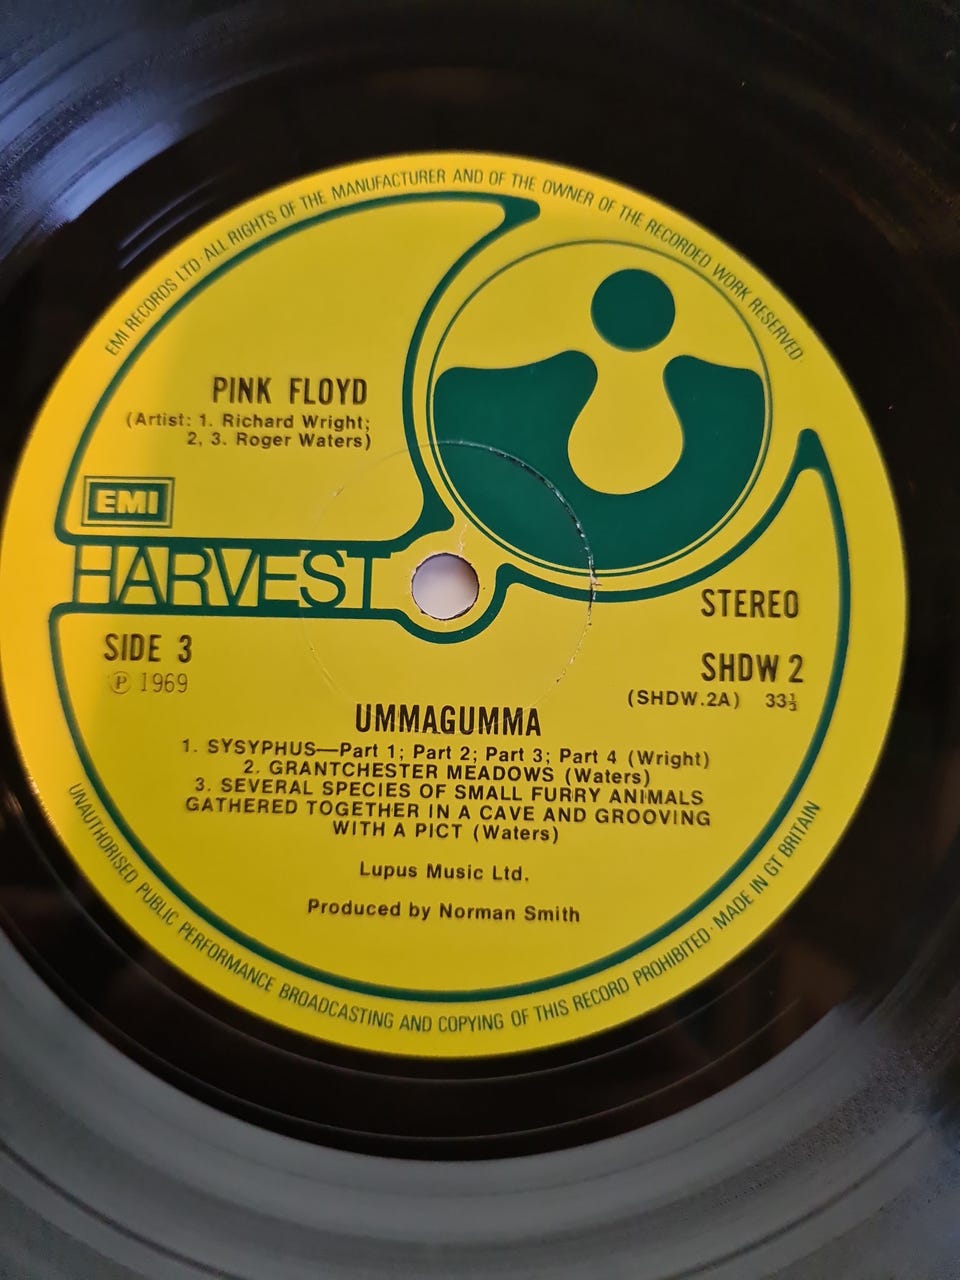 EMI RECORDS LTD · ALL RIGHTS OF THE MANUFACTURER AND OF THE OWNER OF THE RECORDED WORK RESERVED ·
PINK FLOYD
(Artist: 1. Richard Wright;
2, 3. Roger Waters)
EMI
HARVEST
STEREO
SIDE 3
Ⓟ 1969
SHDW 2
(SHDW.2A) 33⅓
UMMAGUMMA
1. SYSYPHUS—Part 1; Part 2; Part 3; Part 4 (Wright)
2. GRANTCHESTER MEADOWS (Waters)
3. SEVERAL SPECIES OF SMALL FURRY ANIMALS
GATHERED TOGETHER IN A CAVE AND GROOVING
WITH A PICT (Waters)
Lupus Music Ltd.
Produced by Norman Smith
UNAUTHORISED PUBLIC PERFORMANCE BROADCASTING AND COPYING OF THIS RECORD PROHIBITED · MADE IN GT BRITAIN